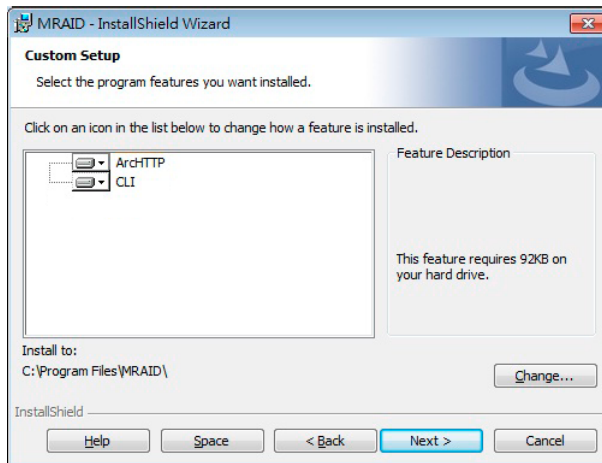 MRAID - InstallShield Wizard
Custom Setup
Select the program features you want installed.
Click on an icon in the list below to change how a feature is installed.
ArcHTTP
CLI
Feature Description
This feature requires 92KB on
your hard drive.
Install to:
C:\Program Files\MRAID\
Change...
InstallShield
Help
Space
< Back
Next >
Cancel